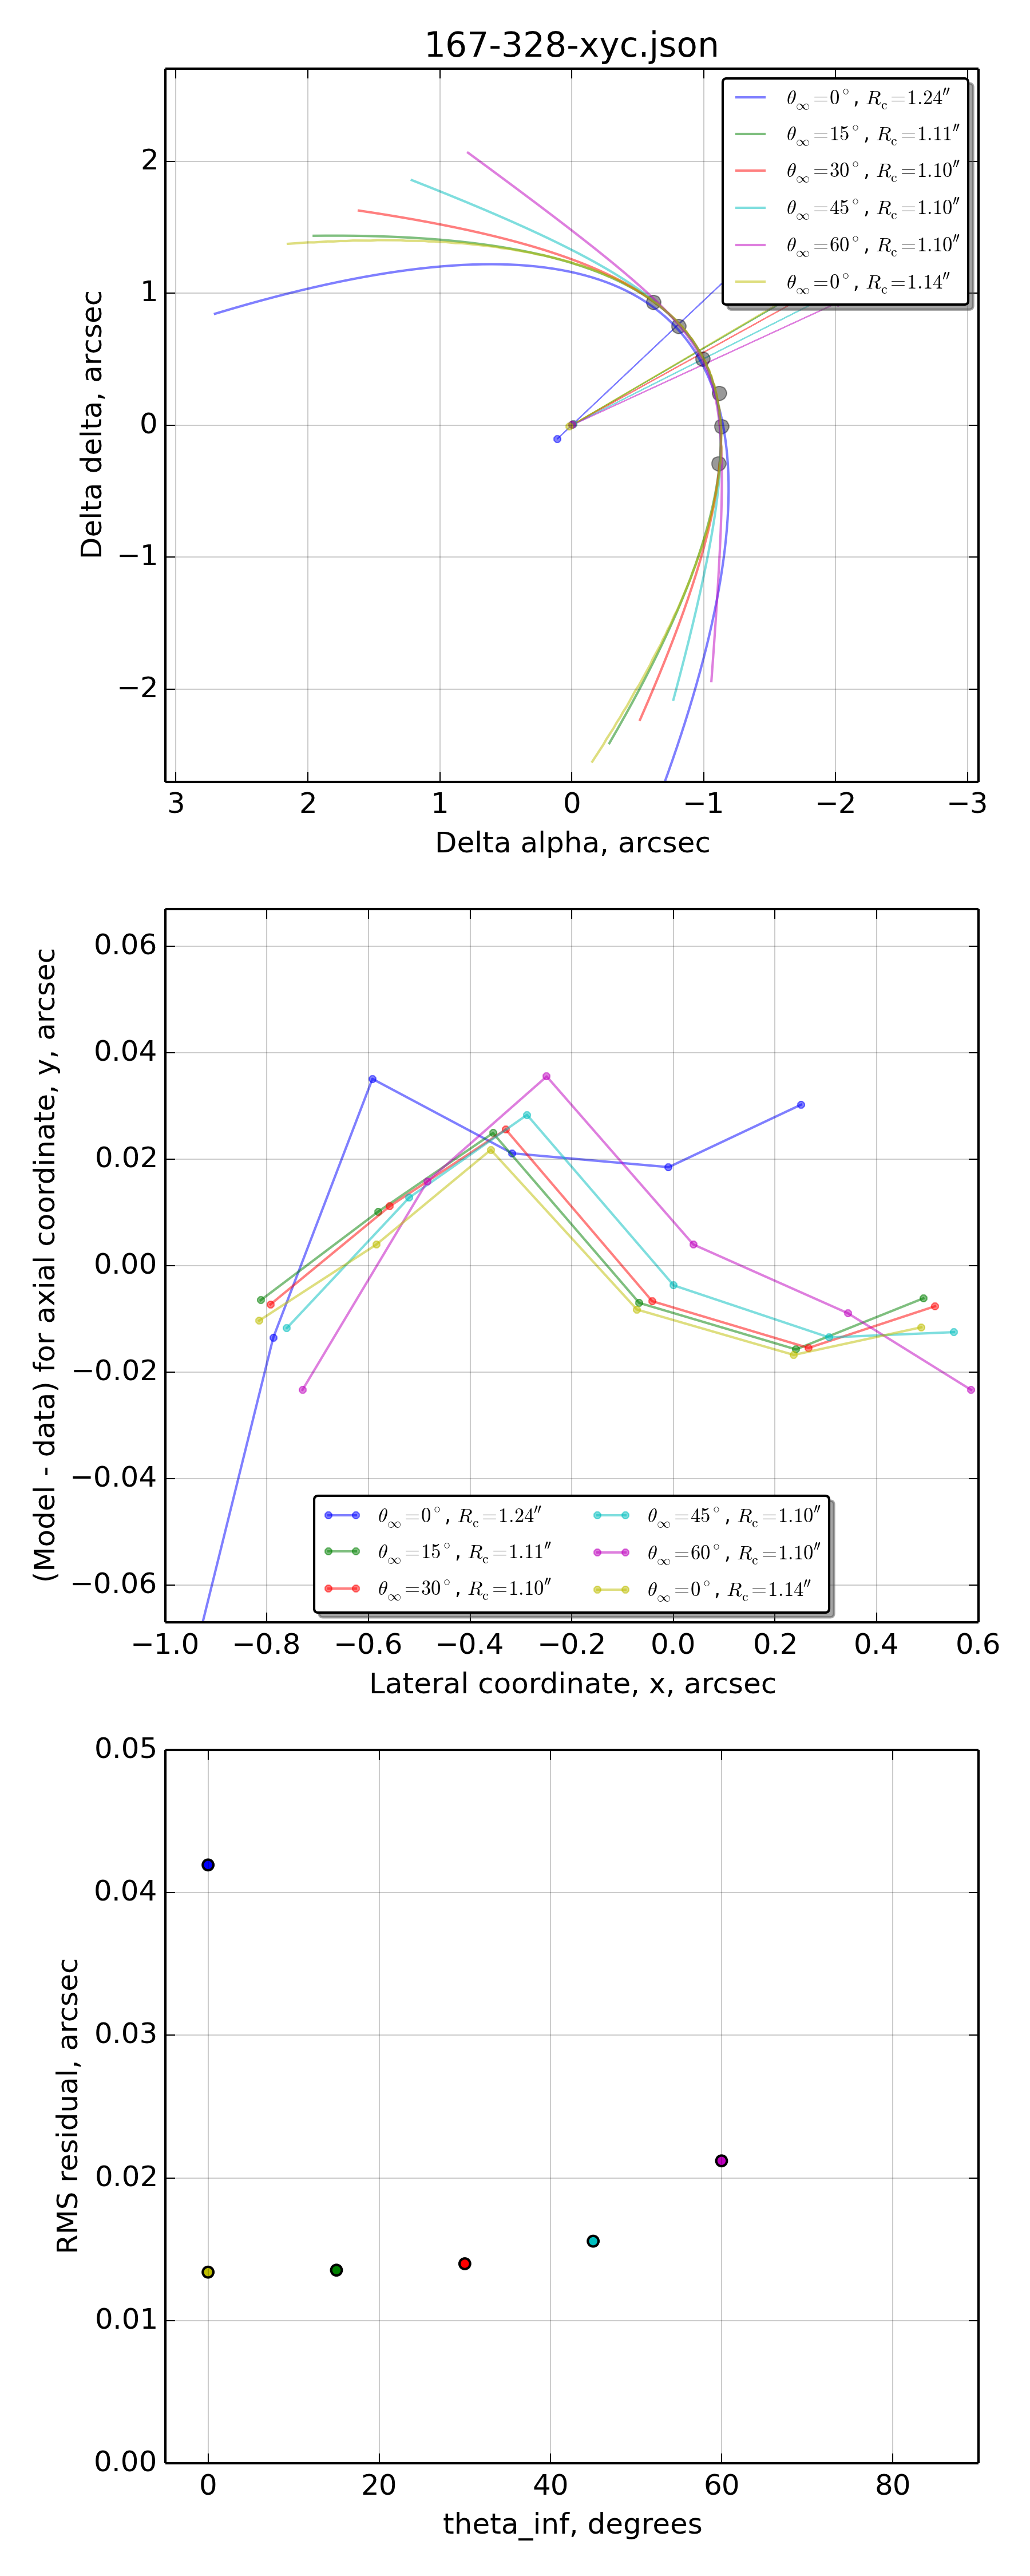 167-328-xyc.json
θ∞=0°, Rc=1.24″
θ∞=15°, Rc=1.11″
θ∞=30°, Rc=1.10″
θ∞=45°, Rc=1.10″
θ∞=60°, Rc=1.10″
θ∞=0°, Rc=1.14″
2
1
0
−1
−2
Delta delta, arcsec
3 2 1 0 −1 −2 −3
Delta alpha, arcsec
0.06
0.04
0.02
0.00
−0.02
−0.04
−0.06
(Model - data) for axial coordinate, y, arcsec
θ∞=0°, Rc=1.24″ θ∞=45°, Rc=1.10″
θ∞=15°, Rc=1.11″ θ∞=60°, Rc=1.10″
θ∞=30°, Rc=1.10″ θ∞=0°, Rc=1.14″
−1.0 −0.8 −0.6 −0.4 −0.2 0.0 0.2 0.4 0.6
Lateral coordinate, x, arcsec
0.05
0.04
0.03
0.02
0.01
0.00
RMS residual, arcsec
0 20 40 60 80
theta_inf, degrees